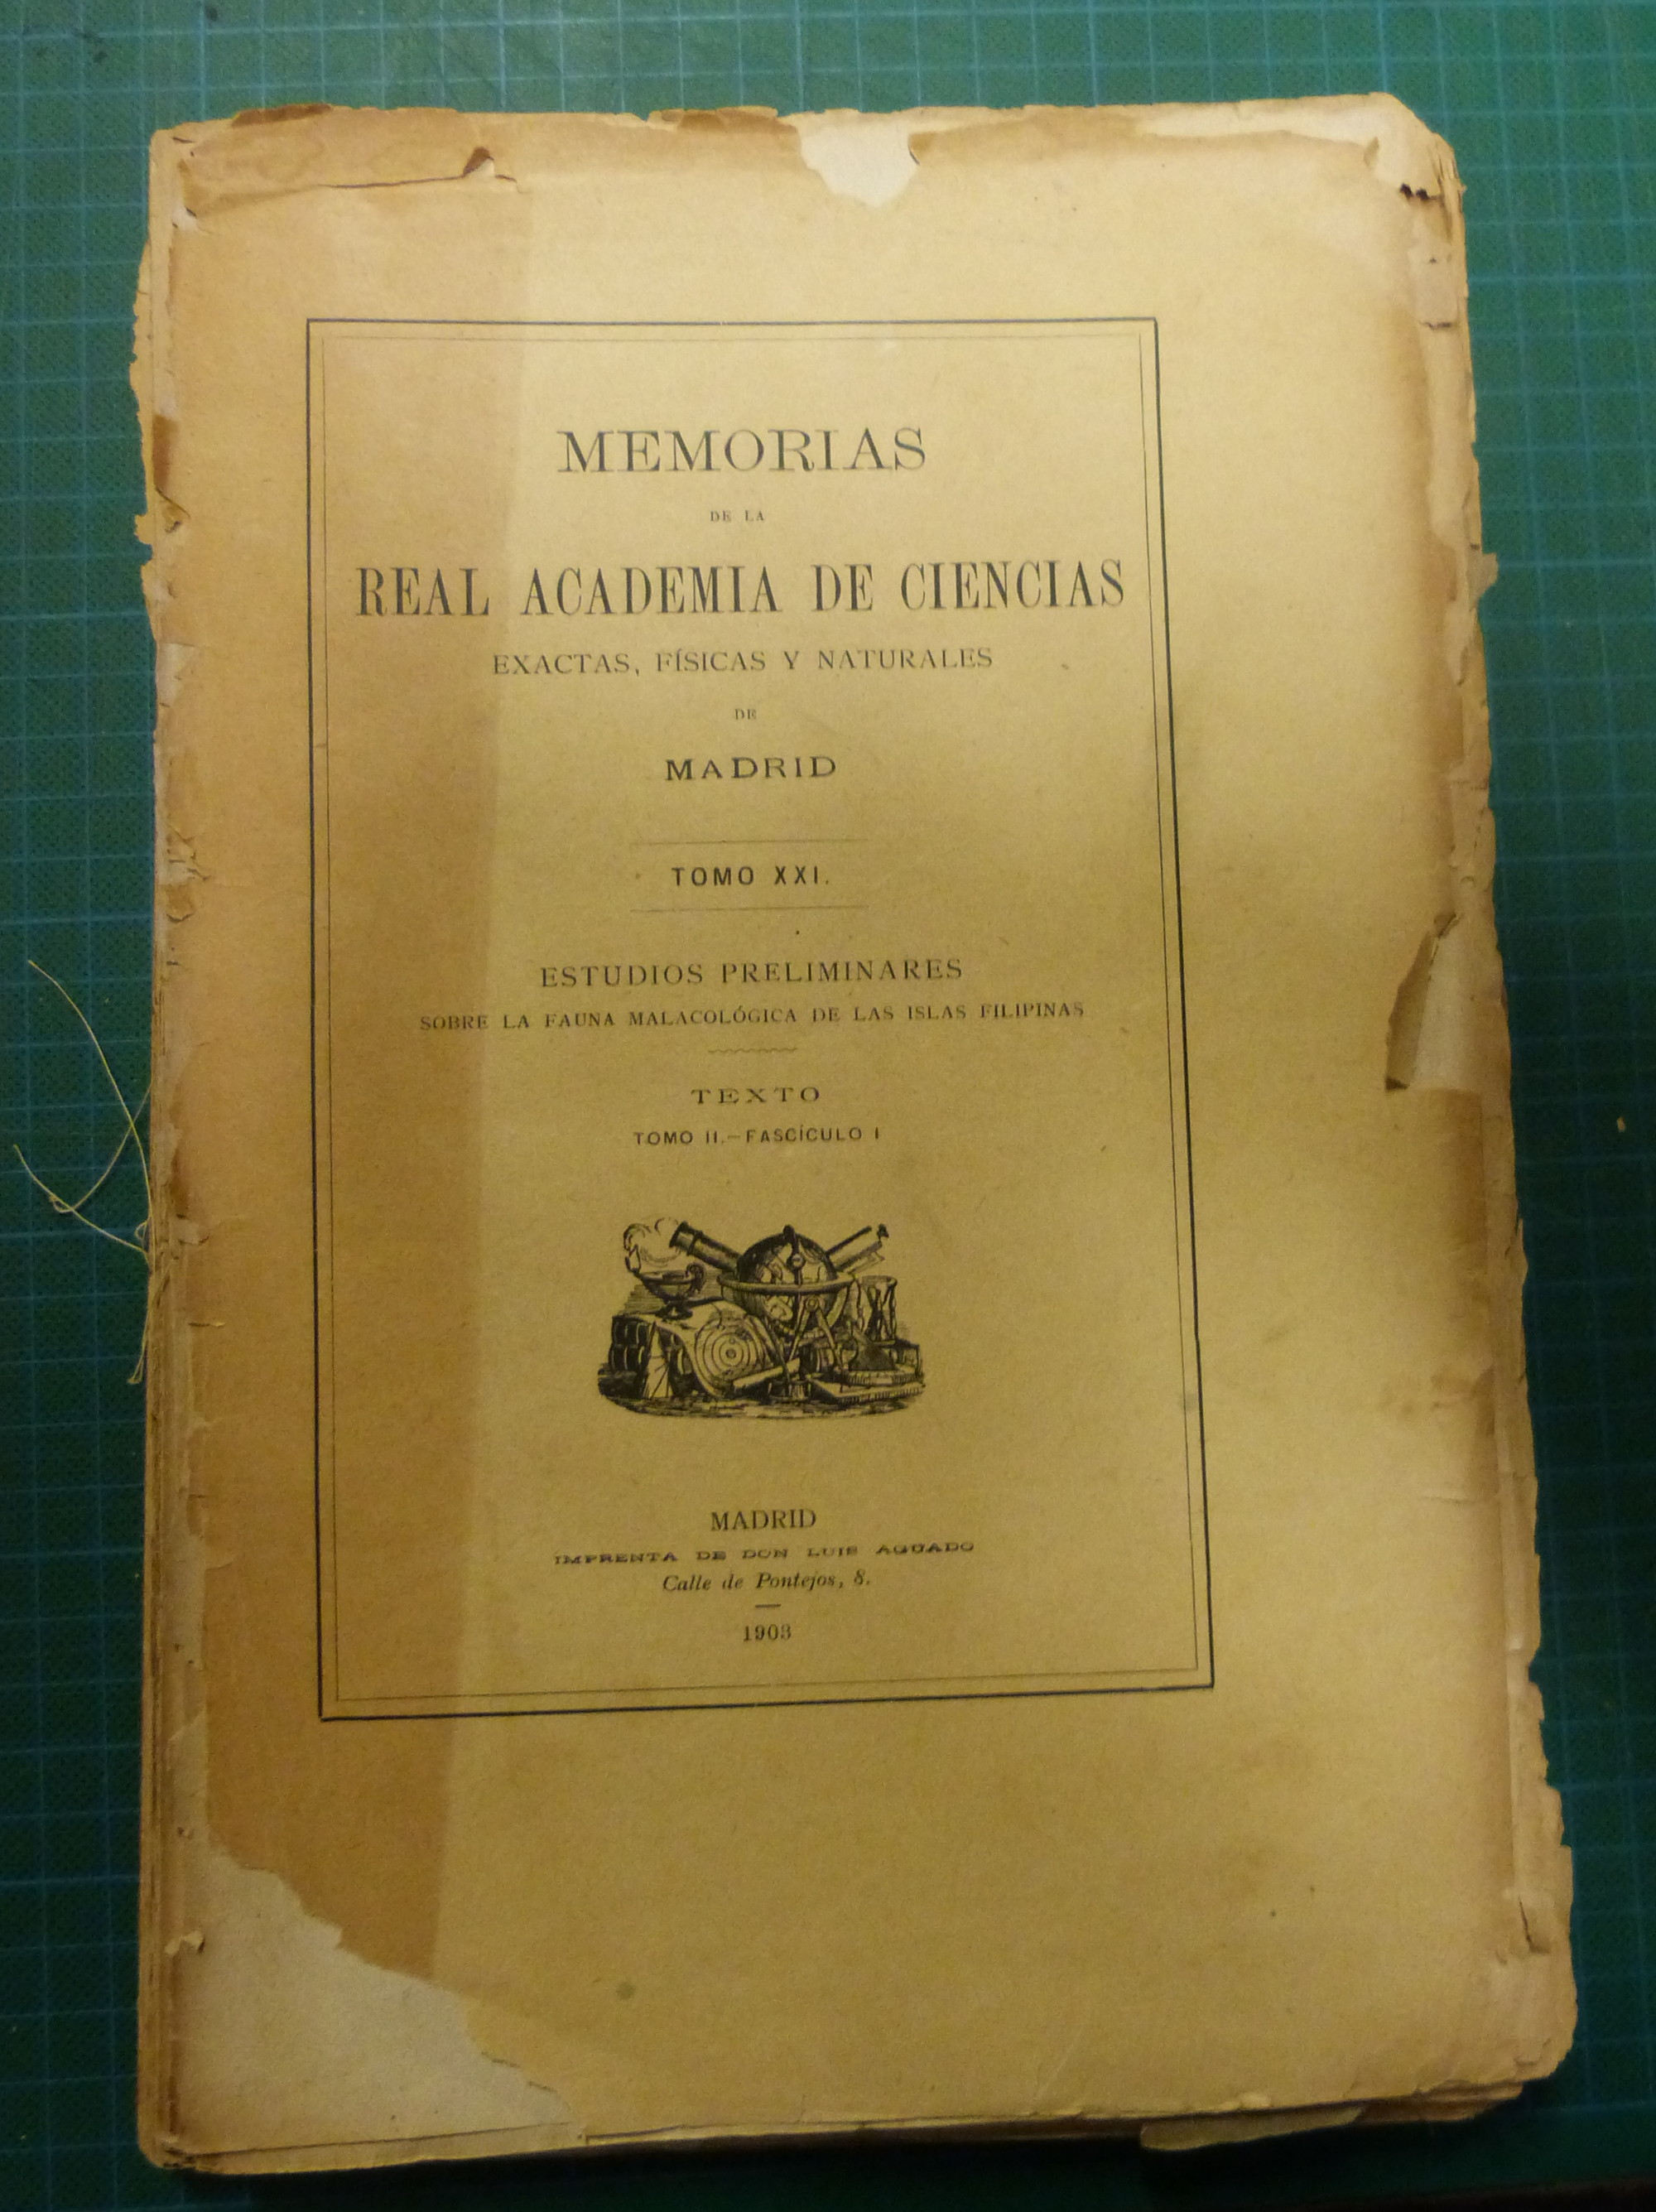 MEMORIAS
DE LA
REAL ACADEMIA DE CIENCIAS
EXACTAS, FÍSICAS Y NATURALES
DE
MADRID
TOMO XXI.
ESTUDIOS PRELIMINARES
SOBRE LA FAUNA MALACOLÓGICA DE LAS ISLAS FILIPINAS
TEXTO
TOMO II.—FASCÍCULO I
MADRID
IMPRENTA DE DON LUIS AGUADO
Calle de Pontejos, 8.
1903